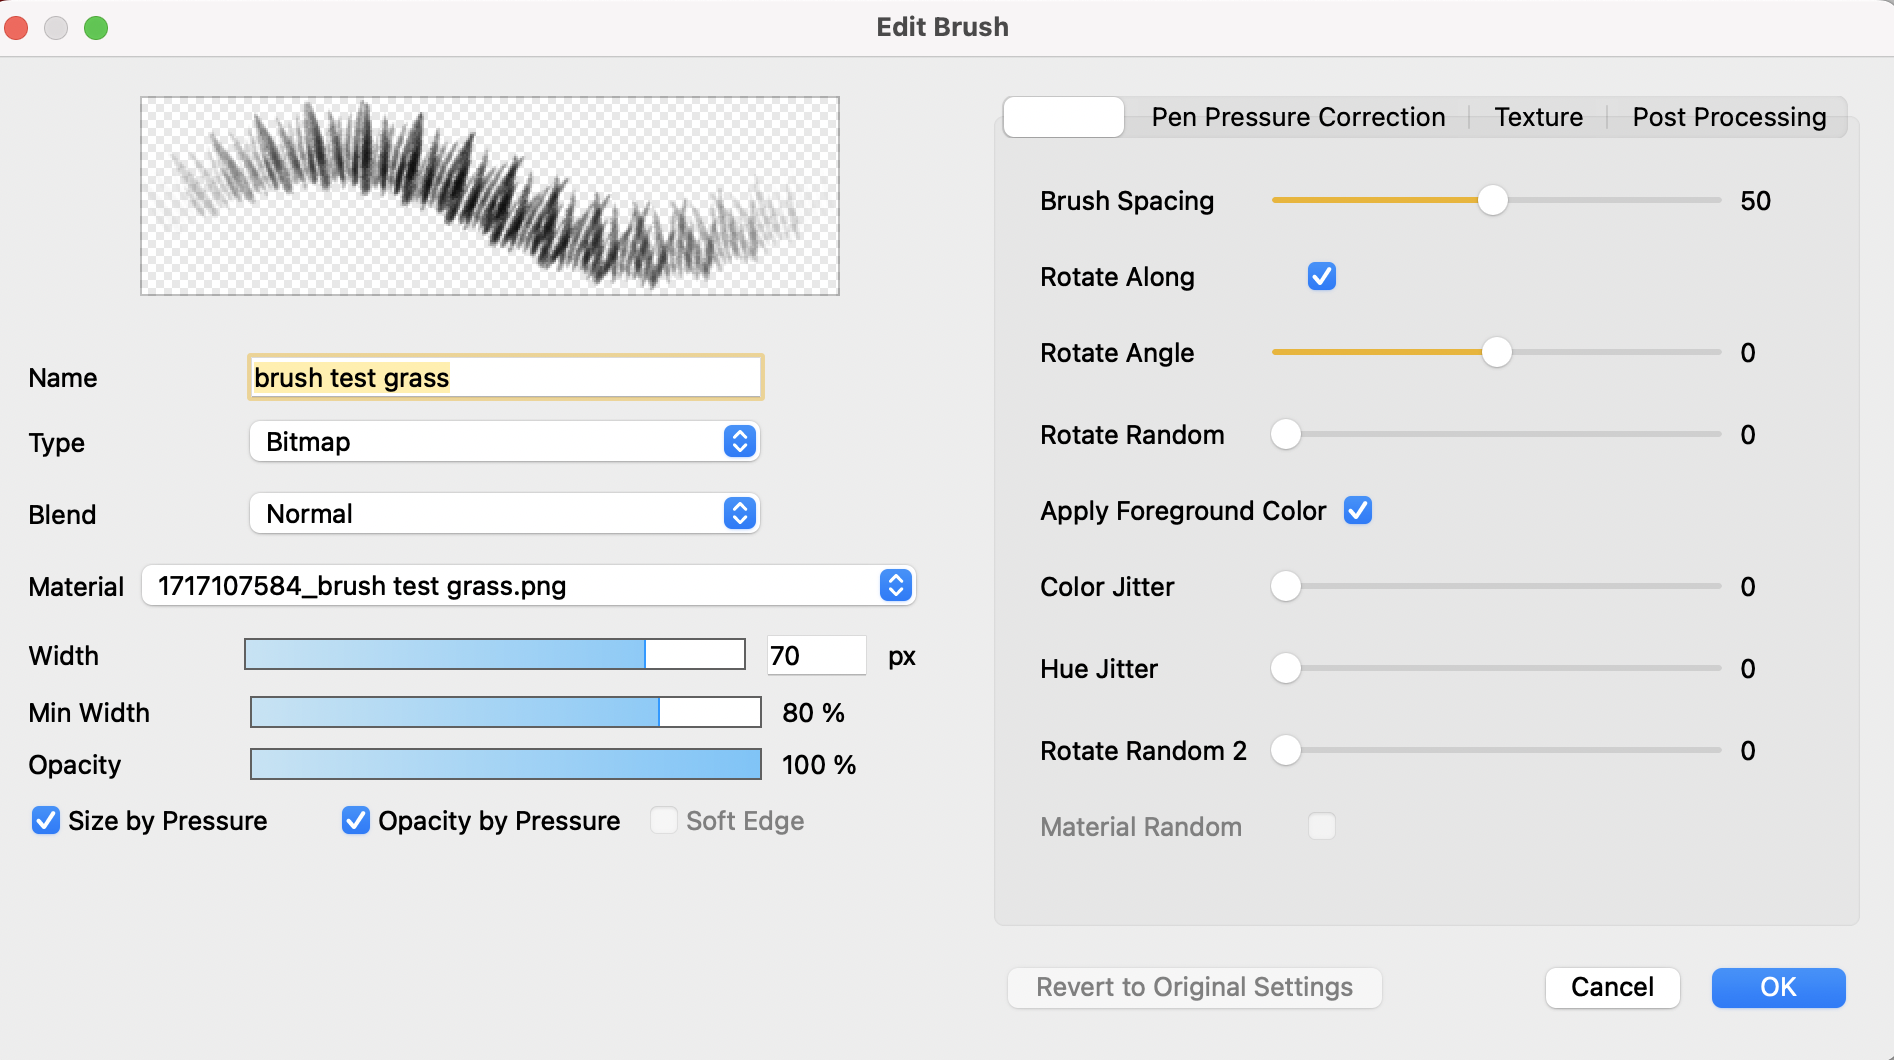 Edit Brush
Pen Pressure Correction
Texture
Post Processing
Name
brush test grass
Type
Bitmap
Blend
Normal
Material
1717107584_brush test grass.png
Width
70
px
Min Width
80 %
Opacity
100 %
Size by Pressure
Opacity by Pressure
Soft Edge
Brush Spacing
50
Rotate Along
Rotate Angle
0
Rotate Random
0
Apply Foreground Color
Color Jitter
0
Hue Jitter
0
Rotate Random 2
0
Material Random
Revert to Original Settings
Cancel
OK